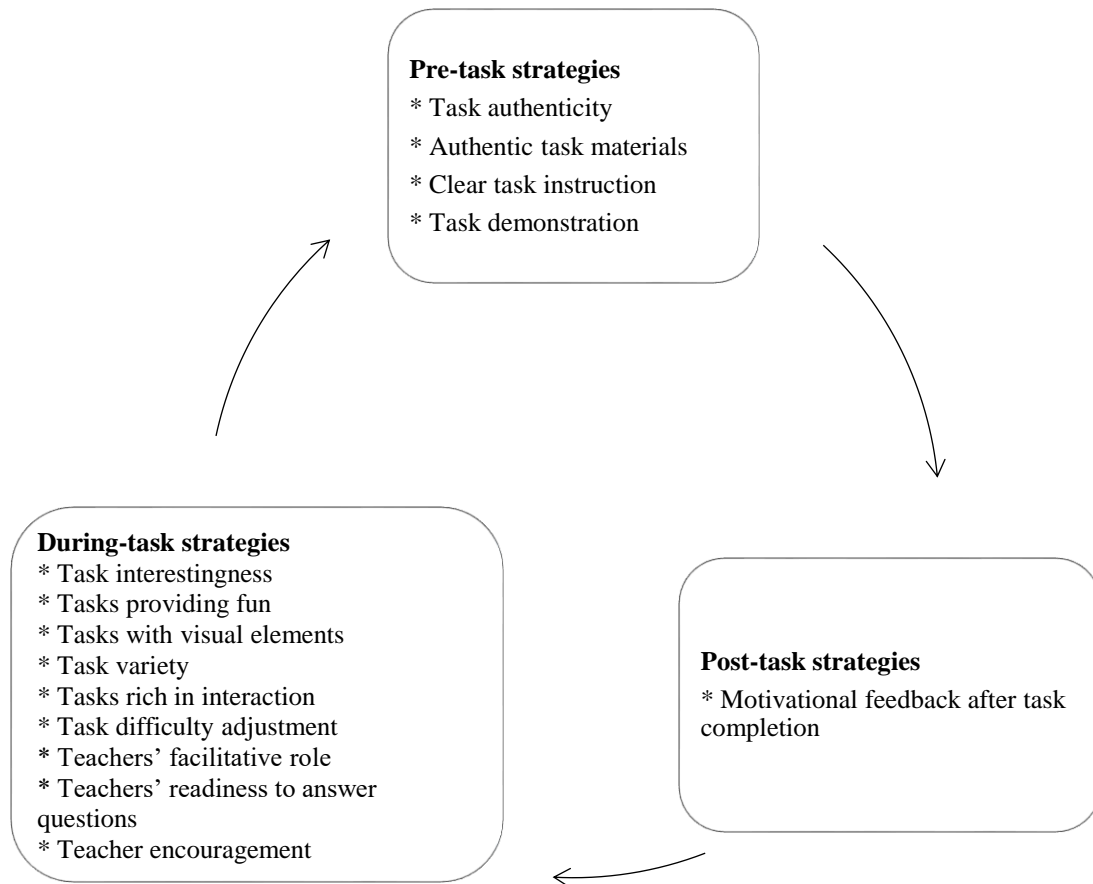 Pre-task strategies
* Task authenticity
* Authentic task materials
* Clear task instruction
* Task demonstration
During-task strategies
* Task interestingness
* Tasks providing fun
* Tasks with visual elements
* Task variety
* Tasks rich in interaction
* Task difficulty adjustment
* Teachers’ facilitative role
* Teachers’ readiness to answer
questions
* Teacher encouragement
Post-task strategies
* Motivational feedback after task
completion